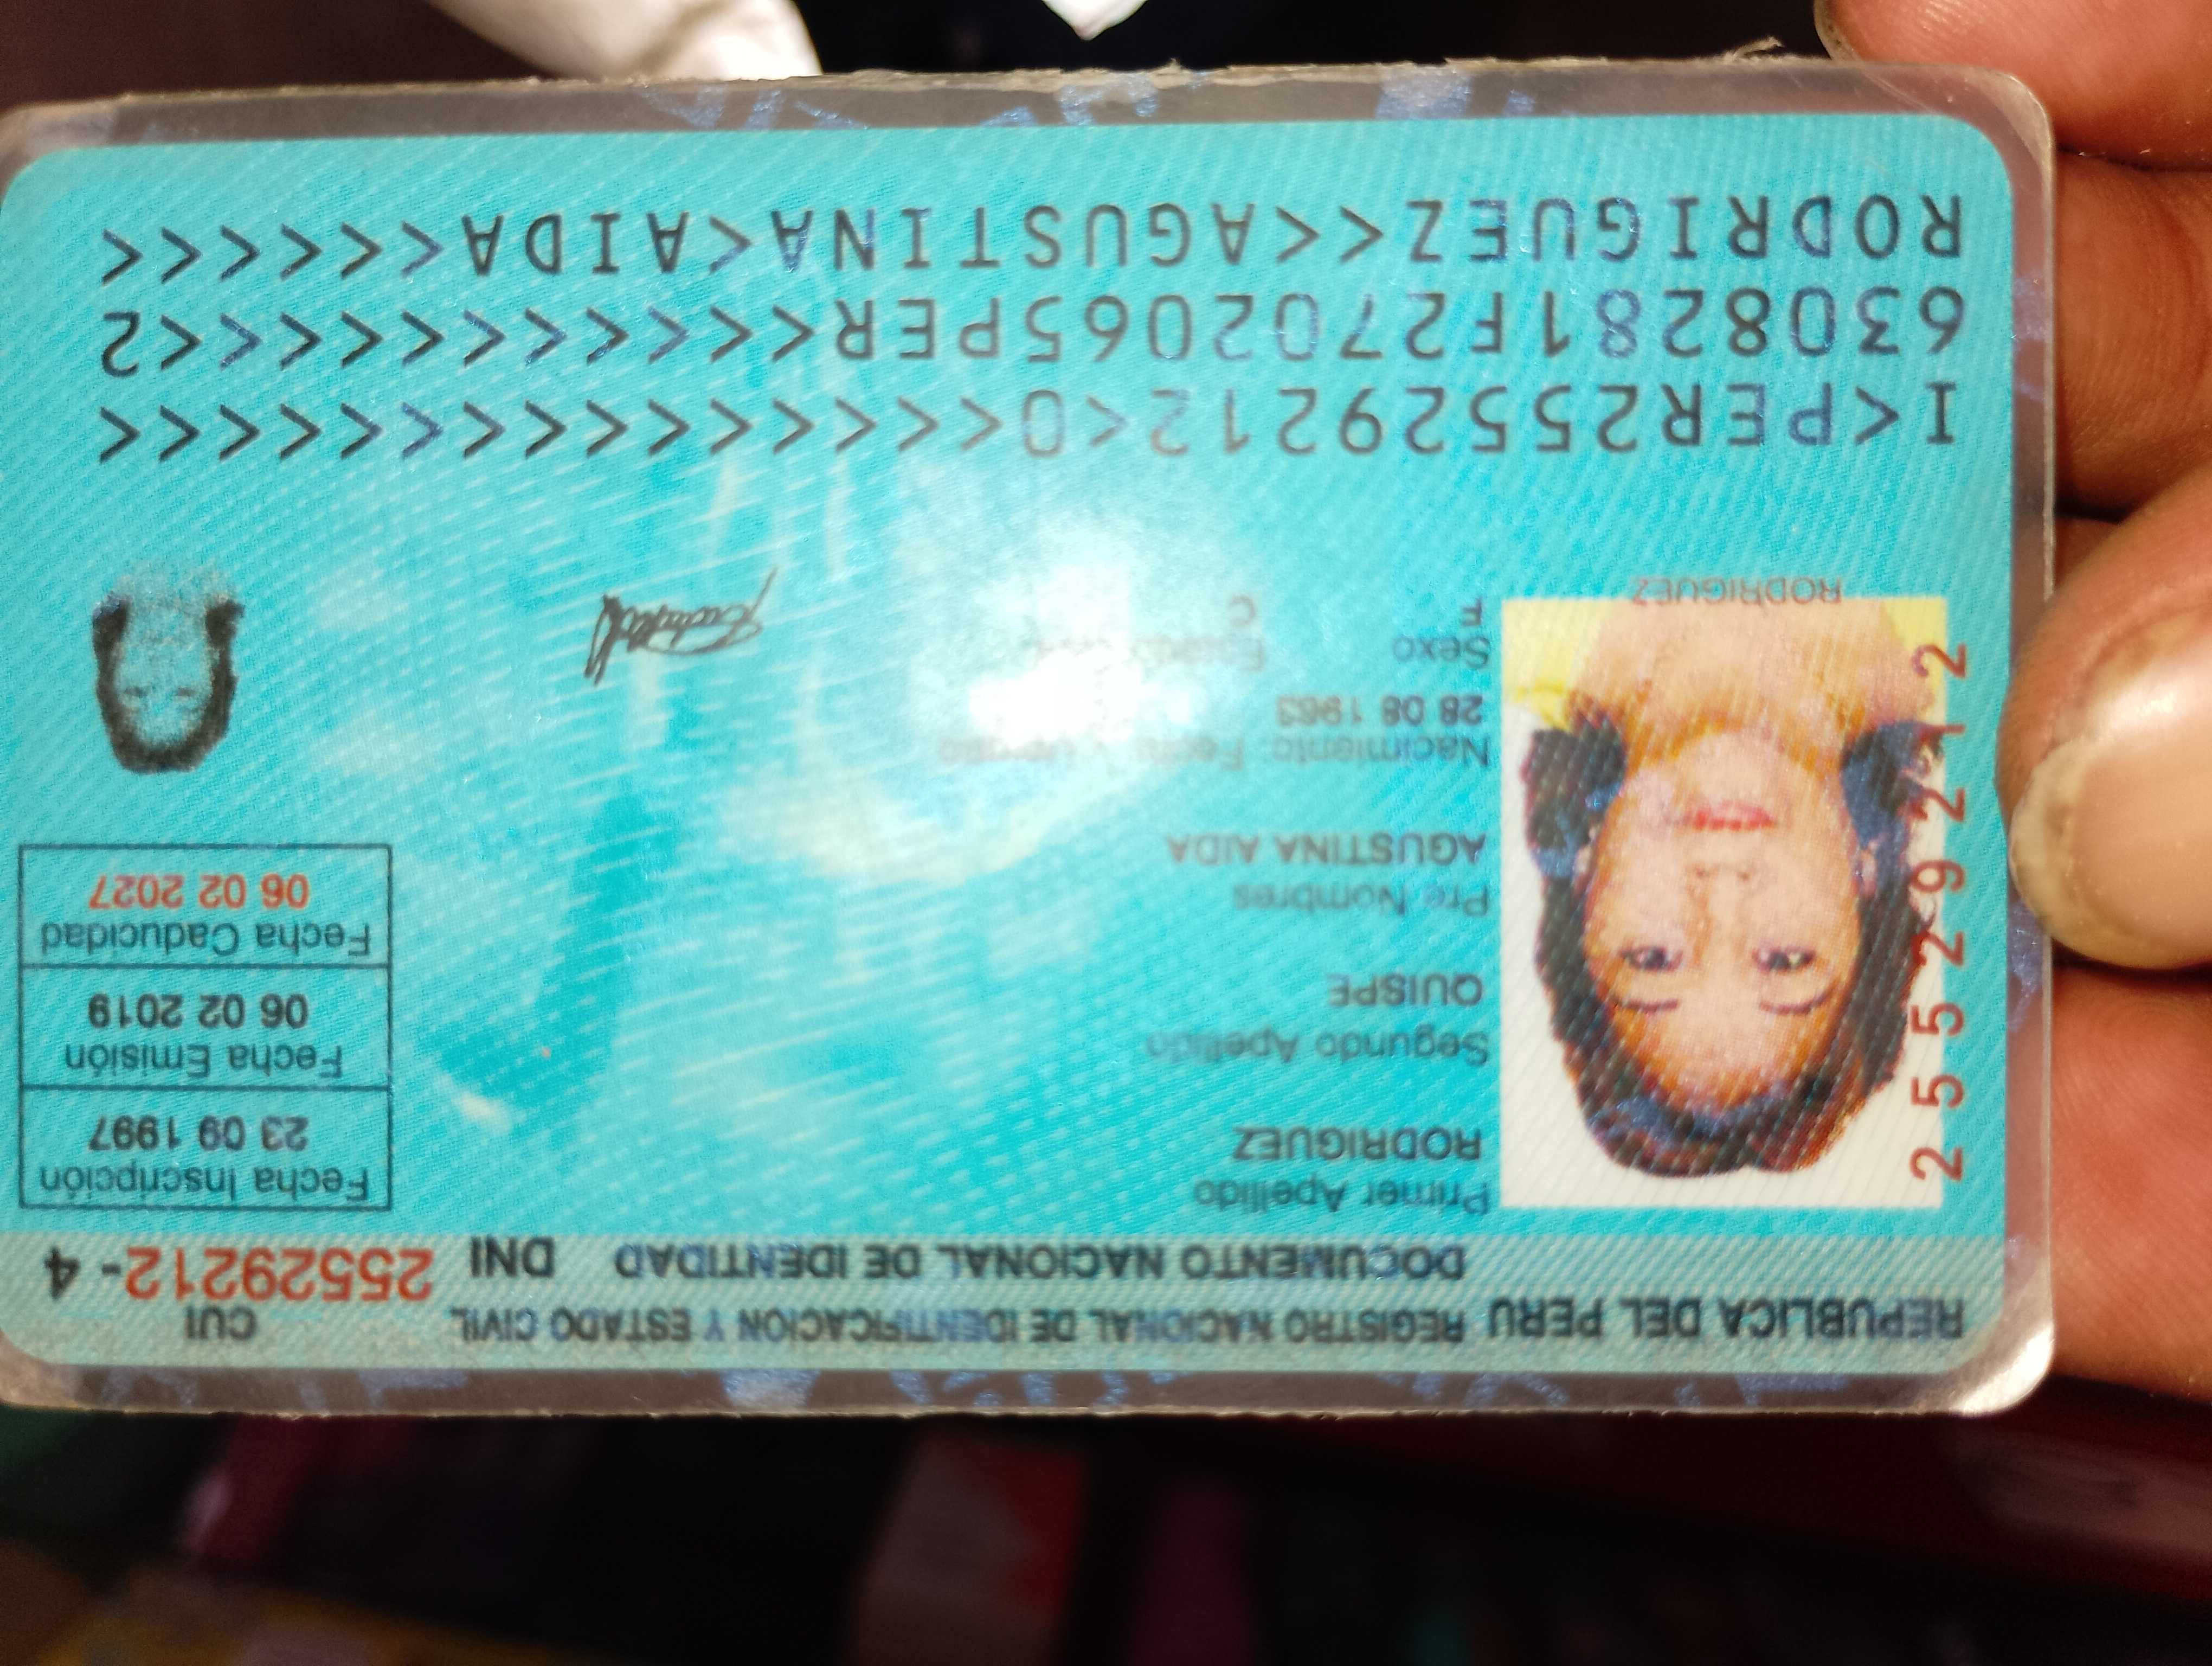 REPUBLICA DEL PERU REGISTRO NACIONAL DE IDENTIFICACION Y ESTADO CIVIL
CUI
DOCUMENTO NACIONAL DE IDENTIDAD DNI 25529212-4
Primer Apellido
RODRIGUEZ
Segundo Apellido
QUISPE
Pre Nombres
AGUSTINA AIDA
Nacimiento: Fecha y Ubigeo
28 08 1963
Sexo
F
C
Fecha Inscripción
23 09 1997
Fecha Emisión
06 02 2019
Fecha Caducidad
06 02 2027
25529212
RODRIGUEZ
I<PER25529212<0<<<<<<<<<<<<<<<
6308281F2702065PER<<<<<<<<<<<2
RODRIGUEZ<<AGUSTINA<AIDA<<<<<<